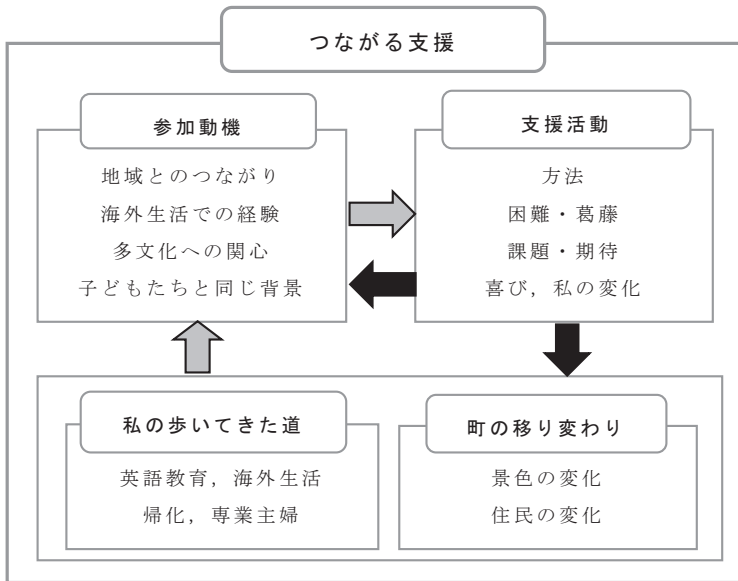 つながる支援
参加動機
地域とのつながり
海外生活での経験
多文化への関心
子どもたちと同じ背景
支援活動
方法
困難・葛藤
課題・期待
喜び，私の変化
私の歩いてきた道
英語教育，海外生活
帰化，専業主婦
町の移り変わり
景色の変化
住民の変化